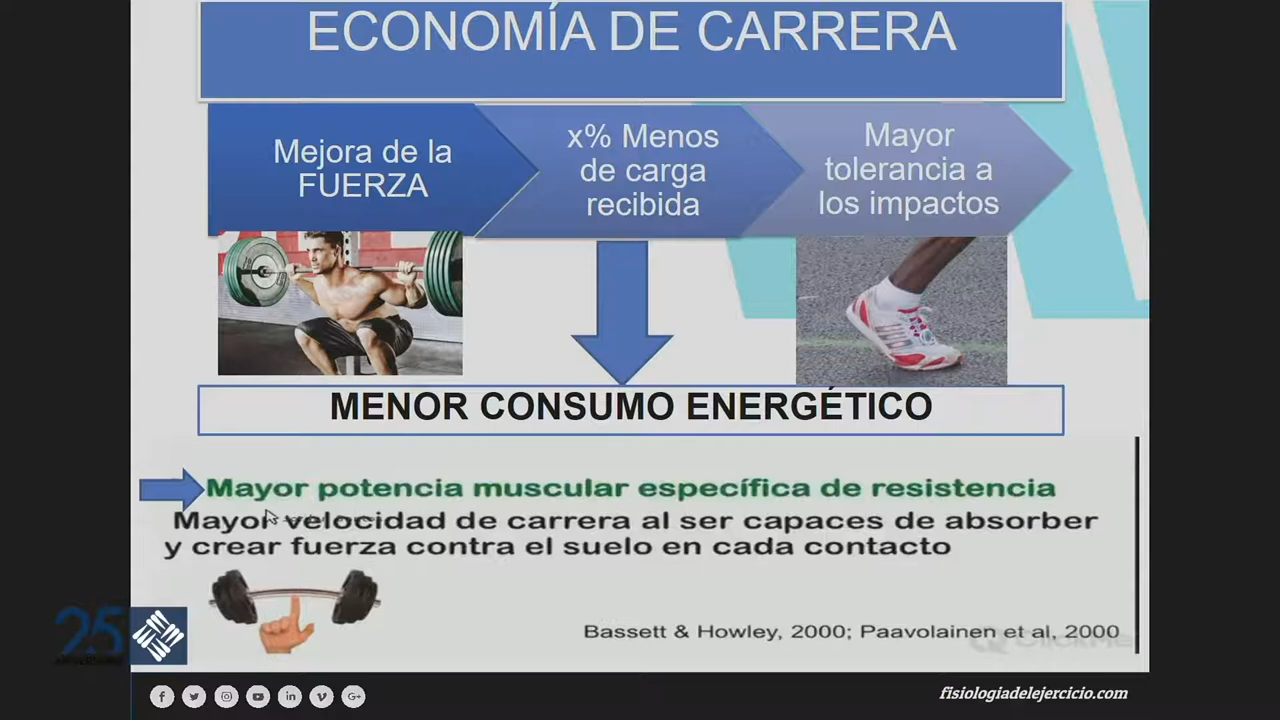 ECONOMÍA DE CARRERA
Mejora de la
FUERZA
x% Menos
de carga
recibida
Mayor
tolerancia a
los impactos
MENOR CONSUMO ENERGÉTICO
Mayor potencia muscular específica de resistencia
Mayor velocidad de carrera al ser capaces de absorber
y crear fuerza contra el suelo en cada contacto
Bassett & Howley, 2000; Paavolainen et al, 2000
25
ANIVERSARIO
fisiologiadelejercicio.com